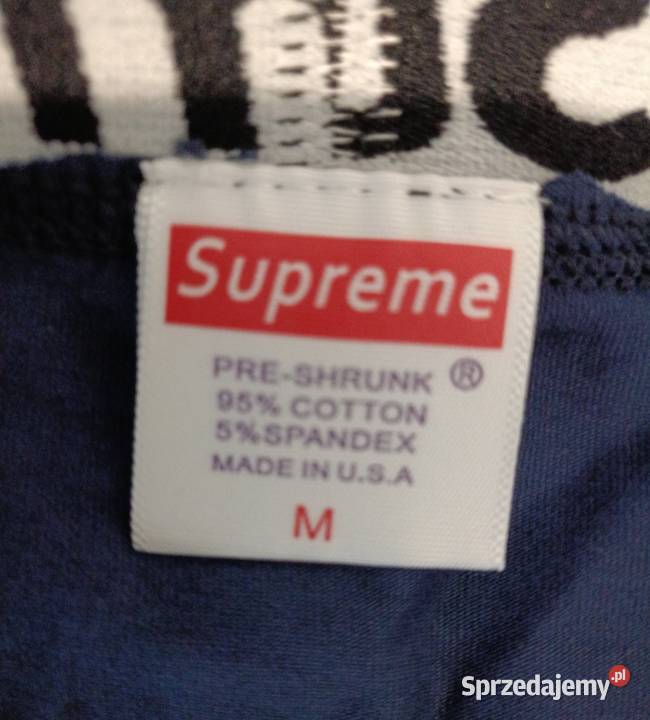 Supreme
PRE-SHRUNK ®
95% COTTON
5%SPANDEX
MADE IN U.S.A
M
Sprzedajemy.pl